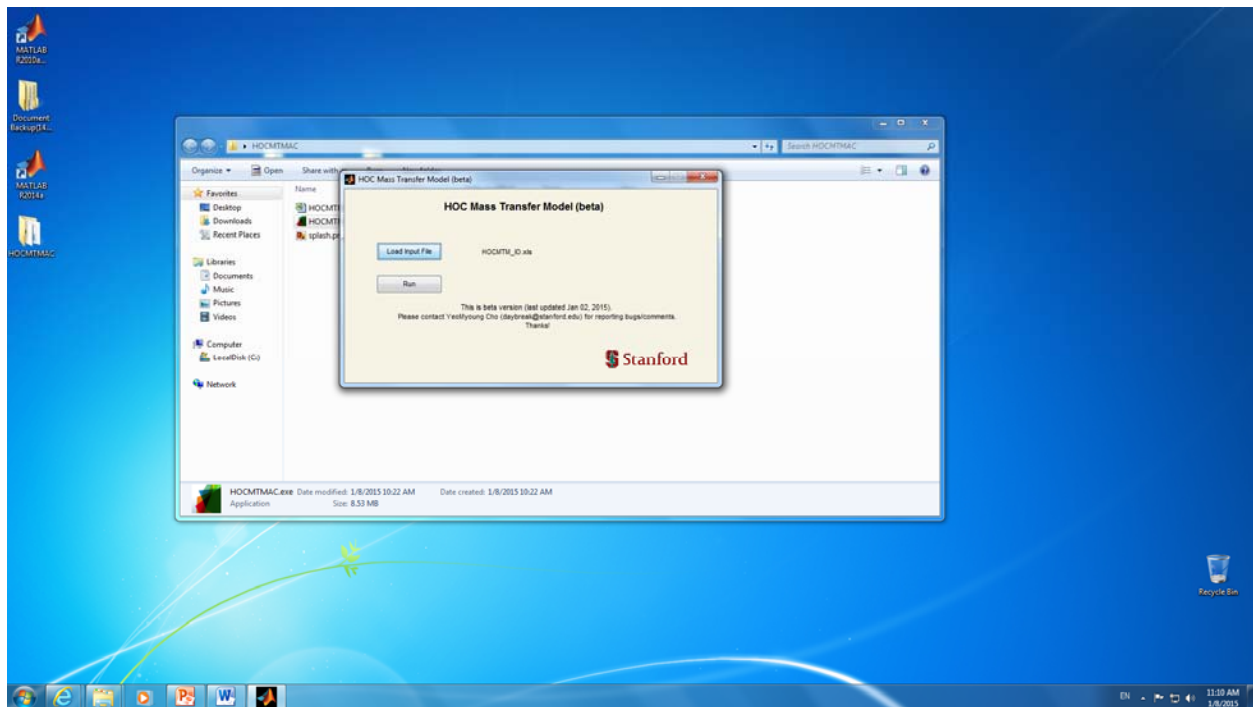 MATLAB
R2010a...
Document
Backup(14...
MATLAB
R2014a
HOCMTMAC
HOCMTMAC
Search HOCMTMAC
Organize
Open
Share with
Favorites
Desktop
Downloads
Recent Places
Libraries
Documents
Music
Pictures
Videos
Computer
LocalDisk (C:)
Network
Name
HOCMT
HOCMT
splash.p
HOC Mass Transfer Model (beta)
HOC Mass Transfer Model (beta)
Load Input File
HOCMTM_IO.xls
Run
This is beta version (last updated Jan 02, 2015).
Please contact YeoMyoung Cho (daybreak@stanford.edu) for reporting bugs/comments.
Thanks!
Stanford
HOCMTMAC.exe Date modified: 1/8/2015 10:22 AM Date created: 1/8/2015 10:22 AM
Application Size: 8.53 MB
Recycle Bin
EN
11:10 AM
1/8/2015